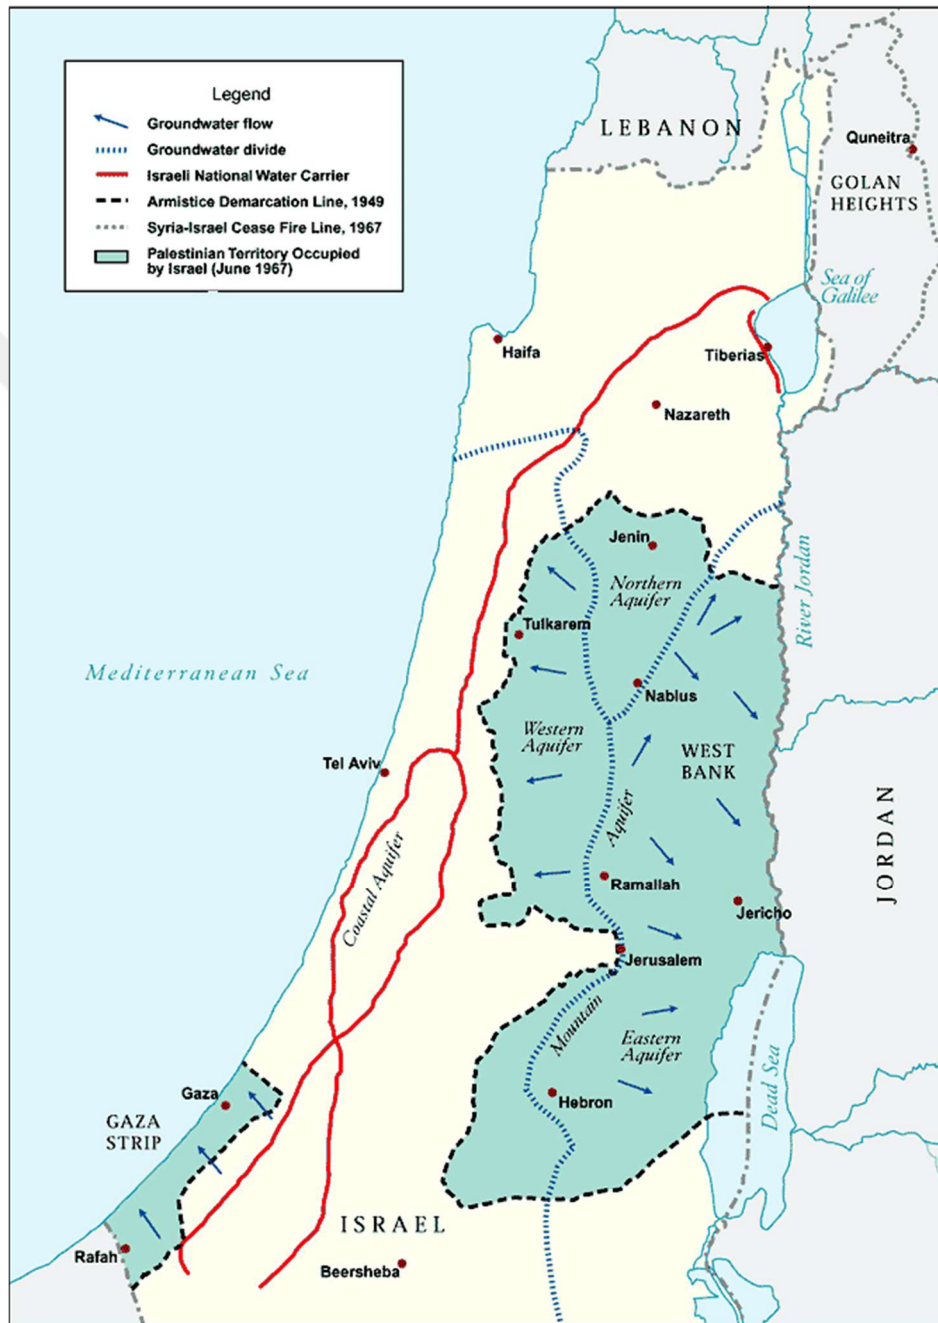 Legend
Groundwater flow
Groundwater divide
Israeli National Water Carrier
Armistice Demarcation Line, 1949
Syria-Israel Cease Fire Line, 1967
Palestinian Territory Occupied
by Israel (June 1967)
LEBANON
Quneitra
GOLAN
HEIGHTS
Sea of
Galilee
Haifa
Tiberias
Nazareth
Jenin
Northern
Aquifer
River Jordan
Tulkarem
Mediterranean Sea
Nablus
Western
Aquifer
WEST
BANK
Tel Aviv
Aquifer
JORDAN
Coastal Aquifer
Ramallah
Jericho
Jerusalem
Mountain
Eastern
Aquifer
Dead Sea
Gaza
Hebron
GAZA
STRIP
ISRAEL
Rafah
Beersheba